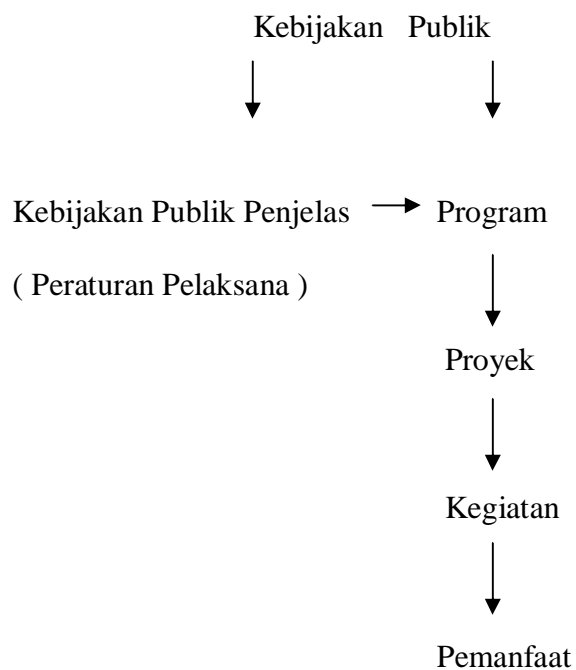 Kebijakan Publik
Kebijakan Publik Penjelas Program
( Peraturan Pelaksana )
Proyek
Kegiatan
Pemanfaat